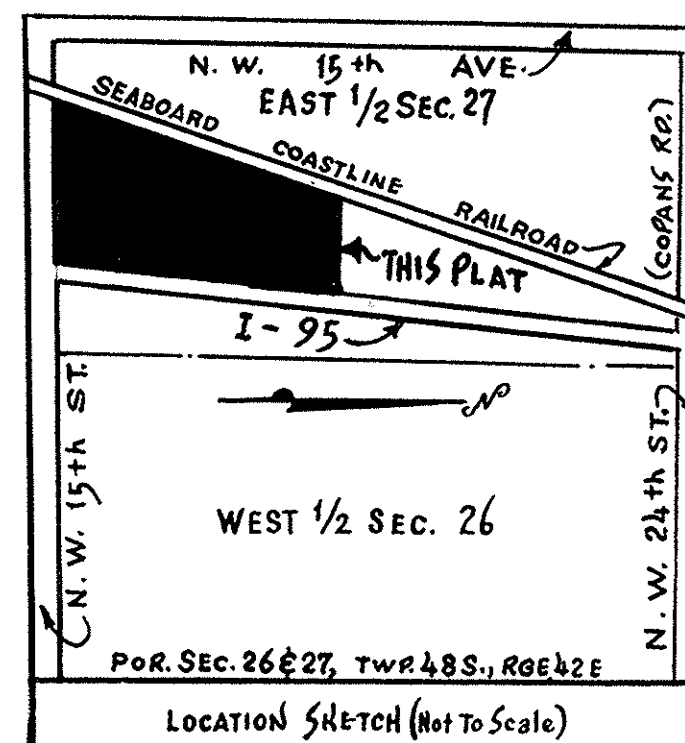 N. W. 15th AVE.
EAST 1/2 SEC. 27
SEABOARD COASTLINE RAILROAD
(COPANS RD.)
THIS PLAT
I - 95
N
N. W. 15th ST.
WEST 1/2 SEC. 26
N. W. 24th ST.
POR. SEC. 26 & 27, TWP. 48 S., RGE 42 E
LOCATION SKETCH (Not To Scale)